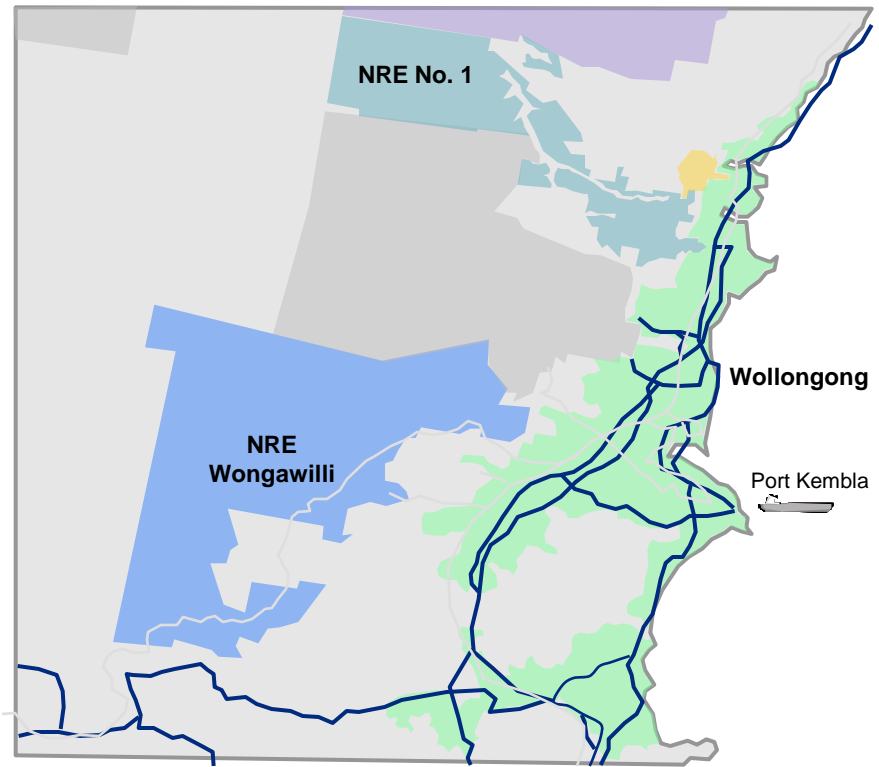 NRE No. 1
Wollongong
NRE
Wongawilli
Port Kembla